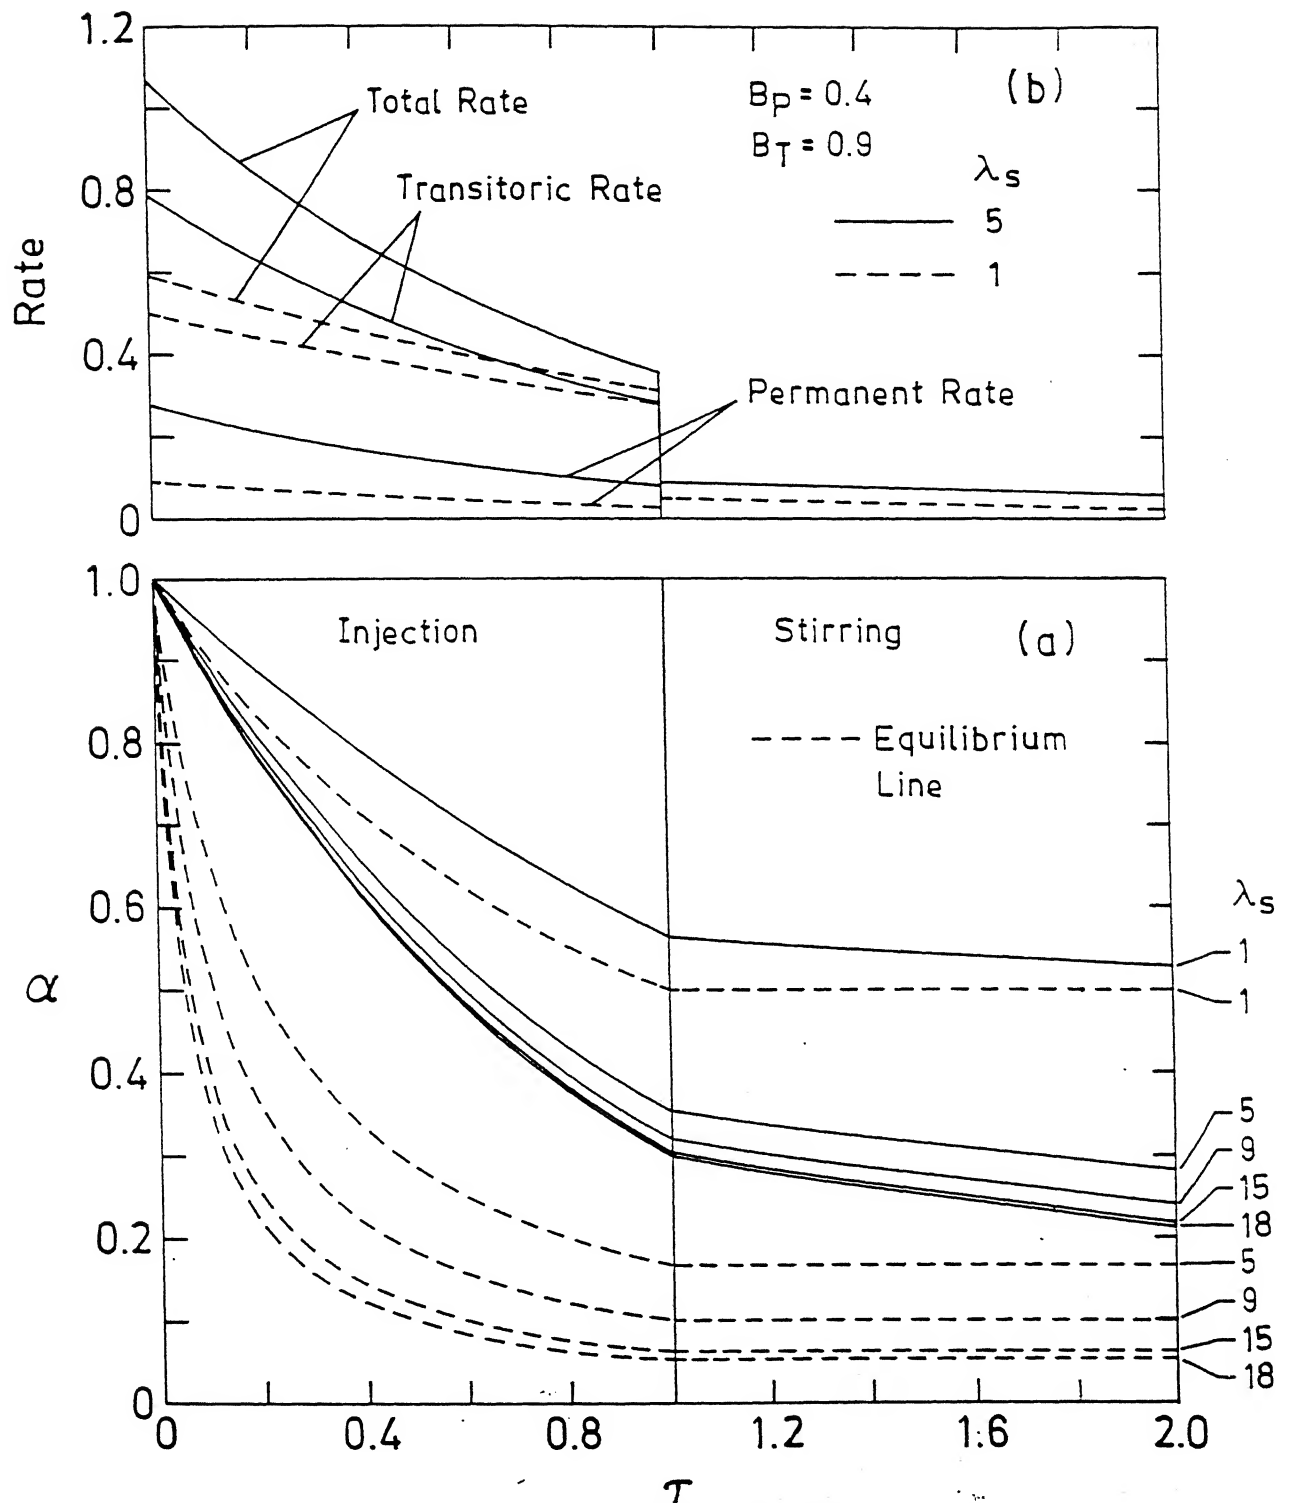 1.2
(b)
Total Rate
Bp = 0.4
BT = 0.9
λs
Transitoric Rate
0.8
5
1
Rate
0.4
Permanent Rate
0
1.0
Injection
Stirring
(a)
0.8
Equilibrium
Line
0.6
λs
1
α
1
0.4
5
9
15
18
0.2
5
9
15
18
0
0
0.4
0.8
1.2
1.6
2.0
τ